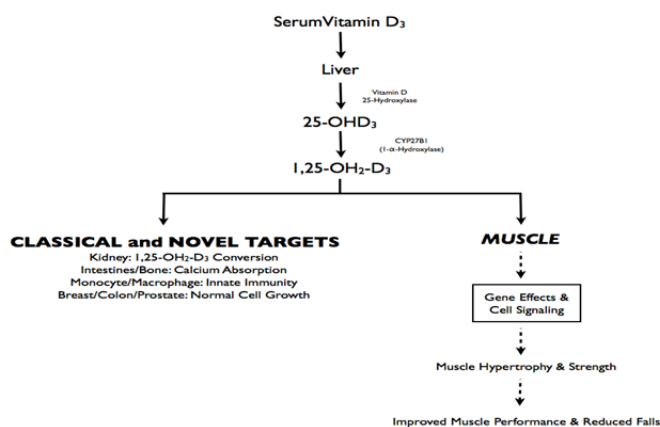 SerumVitamin D₃
Liver
Vitamin D
25-Hydroxylase
25-OHD₃
CYP27B1
(1-α-Hydroxylase)
1,25-OH₂-D₃
CLASSICAL and NOVEL TARGETS
Kidney: 1,25-OH₂-D₃ Conversion
Intestines/Bone: Calcium Absorption
Monocyte/Macrophage: Innate Immunity
Breast/Colon/Prostate: Normal Cell Growth
MUSCLE
Gene Effects &
Cell Signaling
Muscle Hypertrophy & Strength
Improved Muscle Performance & Reduced Falls